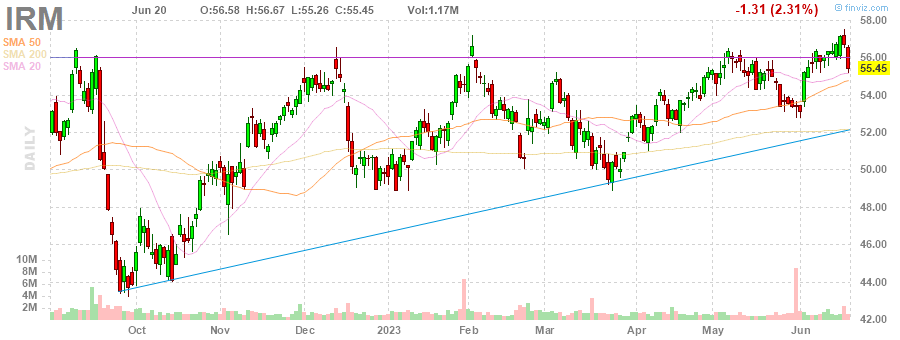 IRM Jun 20 O:56.58 H:56.67 L:55.26 C:55.45 Vol:1.17M -1.31 (2.31%)
© finviz.com
SMA 50
SMA 200
SMA 20
DAILY
58.00
56.00
55.45
54.00
52.00
50.00
48.00
46.00
44.00
42.00
10M
8M
6M
4M
2M
Oct Nov Dec 2023 Feb Mar Apr May Jun